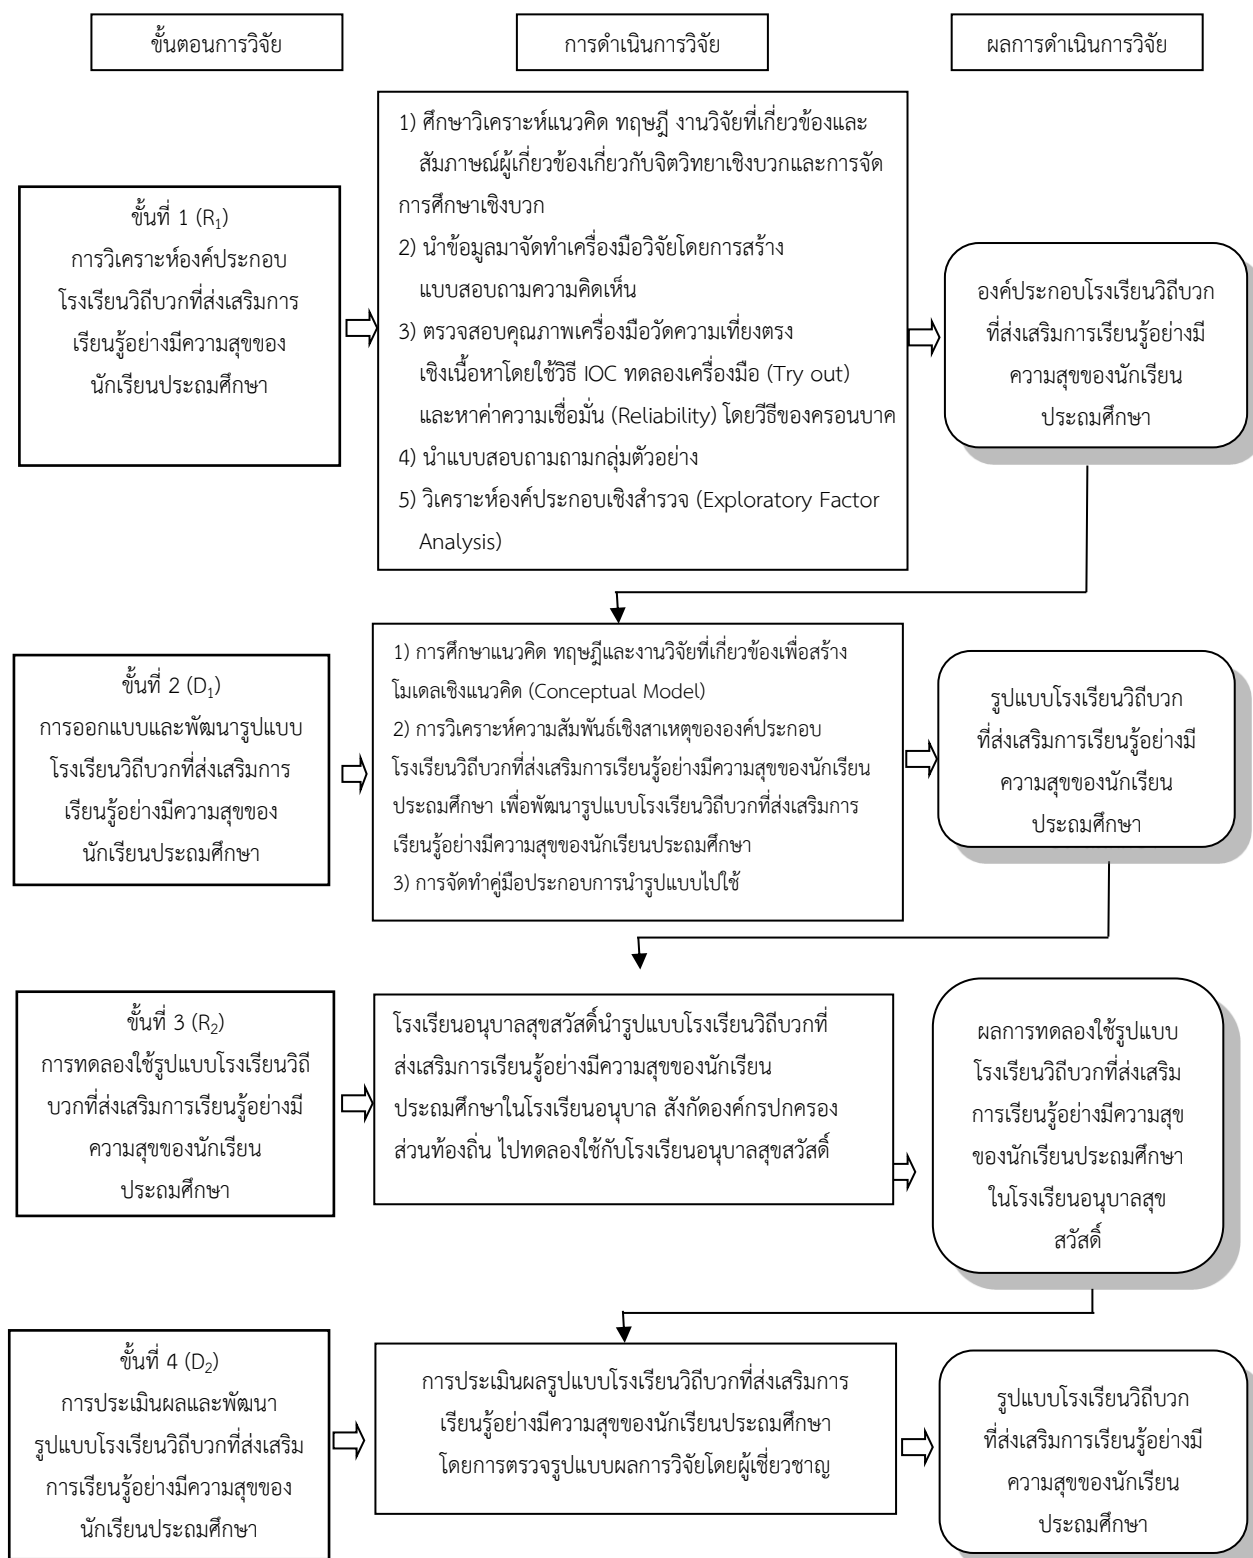 ขั้นตอนการวิจัย
การดำเนินการวิจัย
ผลการดำเนินการวิจัย
ขั้นที่ 1 (R1)
การวิเคราะห์องค์ประกอบ
โรงเรียนวิถีบวกที่ส่งเสริมการ
เรียนรู้อย่างมีความสุขของ
นักเรียนประถมศึกษา
1) ศึกษาวิเคราะห์แนวคิด ทฤษฎี งานวิจัยที่เกี่ยวข้องและ
สัมภาษณ์ผู้เกี่ยวข้องเกี่ยวกับจิตวิทยาเชิงบวกและการจัด
การศึกษาเชิงบวก
2) นำข้อมูลมาจัดทำเครื่องมือวิจัยโดยการสร้าง
แบบสอบถามความคิดเห็น
3) ตรวจสอบคุณภาพเครื่องมือวัดความเที่ยงตรง
เชิงเนื้อหาโดยใช้วิธี IOC ทดลองเครื่องมือ (Try out)
และหาค่าความเชื่อมั่น (Reliability) โดยวีธีของครอนบาค
4) นำแบบสอบถามถามกลุ่มตัวอย่าง
5) วิเคราะห์องค์ประกอบเชิงสำรวจ (Exploratory Factor
Analysis)
องค์ประกอบโรงเรียนวิถีบวก
ที่ส่งเสริมการเรียนรู้อย่างมี
ความสุขของนักเรียน
ประถมศึกษา
ขั้นที่ 2 (D1)
การออกแบบและพัฒนารูปแบบ
โรงเรียนวิถีบวกที่ส่งเสริมการ
เรียนรู้อย่างมีความสุขของ
นักเรียนประถมศึกษา
1) การศึกษาแนวคิด ทฤษฎีและงานวิจัยที่เกี่ยวข้องเพื่อสร้าง
โมเดลเชิงแนวคิด (Conceptual Model)
2) การวิเคราะห์ความสัมพันธ์เชิงสาเหตุขององค์ประกอบ
โรงเรียนวิถีบวกที่ส่งเสริมการเรียนรู้อย่างมีความสุขของนักเรียน
ประถมศึกษา เพื่อพัฒนารูปแบบโรงเรียนวิถีบวกที่ส่งเสริมการ
เรียนรู้อย่างมีความสุขของนักเรียนประถมศึกษา
3) การจัดทำคู่มือประกอบการนำรูปแบบไปใช้
รูปแบบโรงเรียนวิถีบวก
ที่ส่งเสริมการเรียนรู้อย่างมี
ความสุขของนักเรียน
ประถมศึกษา
ขั้นที่ 3 (R2)
การทดลองใช้รูปแบบโรงเรียนวิถี
บวกที่ส่งเสริมการเรียนรู้อย่างมี
ความสุขของนักเรียน
ประถมศึกษา
โรงเรียนอนุบาลสุขสวัสดิ์นำรูปแบบโรงเรียนวิถีบวกที่
ส่งเสริมการเรียนรู้อย่างมีความสุขของนักเรียน
ประถมศึกษาในโรงเรียนอนุบาล สังกัดองค์กรปกครอง
ส่วนท้องถิ่น ไปทดลองใช้กับโรงเรียนอนุบาลสุขสวัสดิ์
ผลการทดลองใช้รูปแบบ
โรงเรียนวิถีบวกที่ส่งเสริม
การเรียนรู้อย่างมีความสุข
ของนักเรียนประถมศึกษา
ในโรงเรียนอนุบาลสุข
สวัสดิ์
ขั้นที่ 4 (D2)
การประเมินผลและพัฒนา
รูปแบบโรงเรียนวิถีบวกที่ส่งเสริม
การเรียนรู้อย่างมีความสุขของ
นักเรียนประถมศึกษา
การประเมินผลรูปแบบโรงเรียนวิถีบวกที่ส่งเสริมการ
เรียนรู้อย่างมีความสุขของนักเรียนประถมศึกษา
โดยการตรวจรูปแบบผลการวิจัยโดยผู้เชี่ยวชาญ
รูปแบบโรงเรียนวิถีบวก
ที่ส่งเสริมการเรียนรู้อย่างมี
ความสุขของนักเรียน
ประถมศึกษา